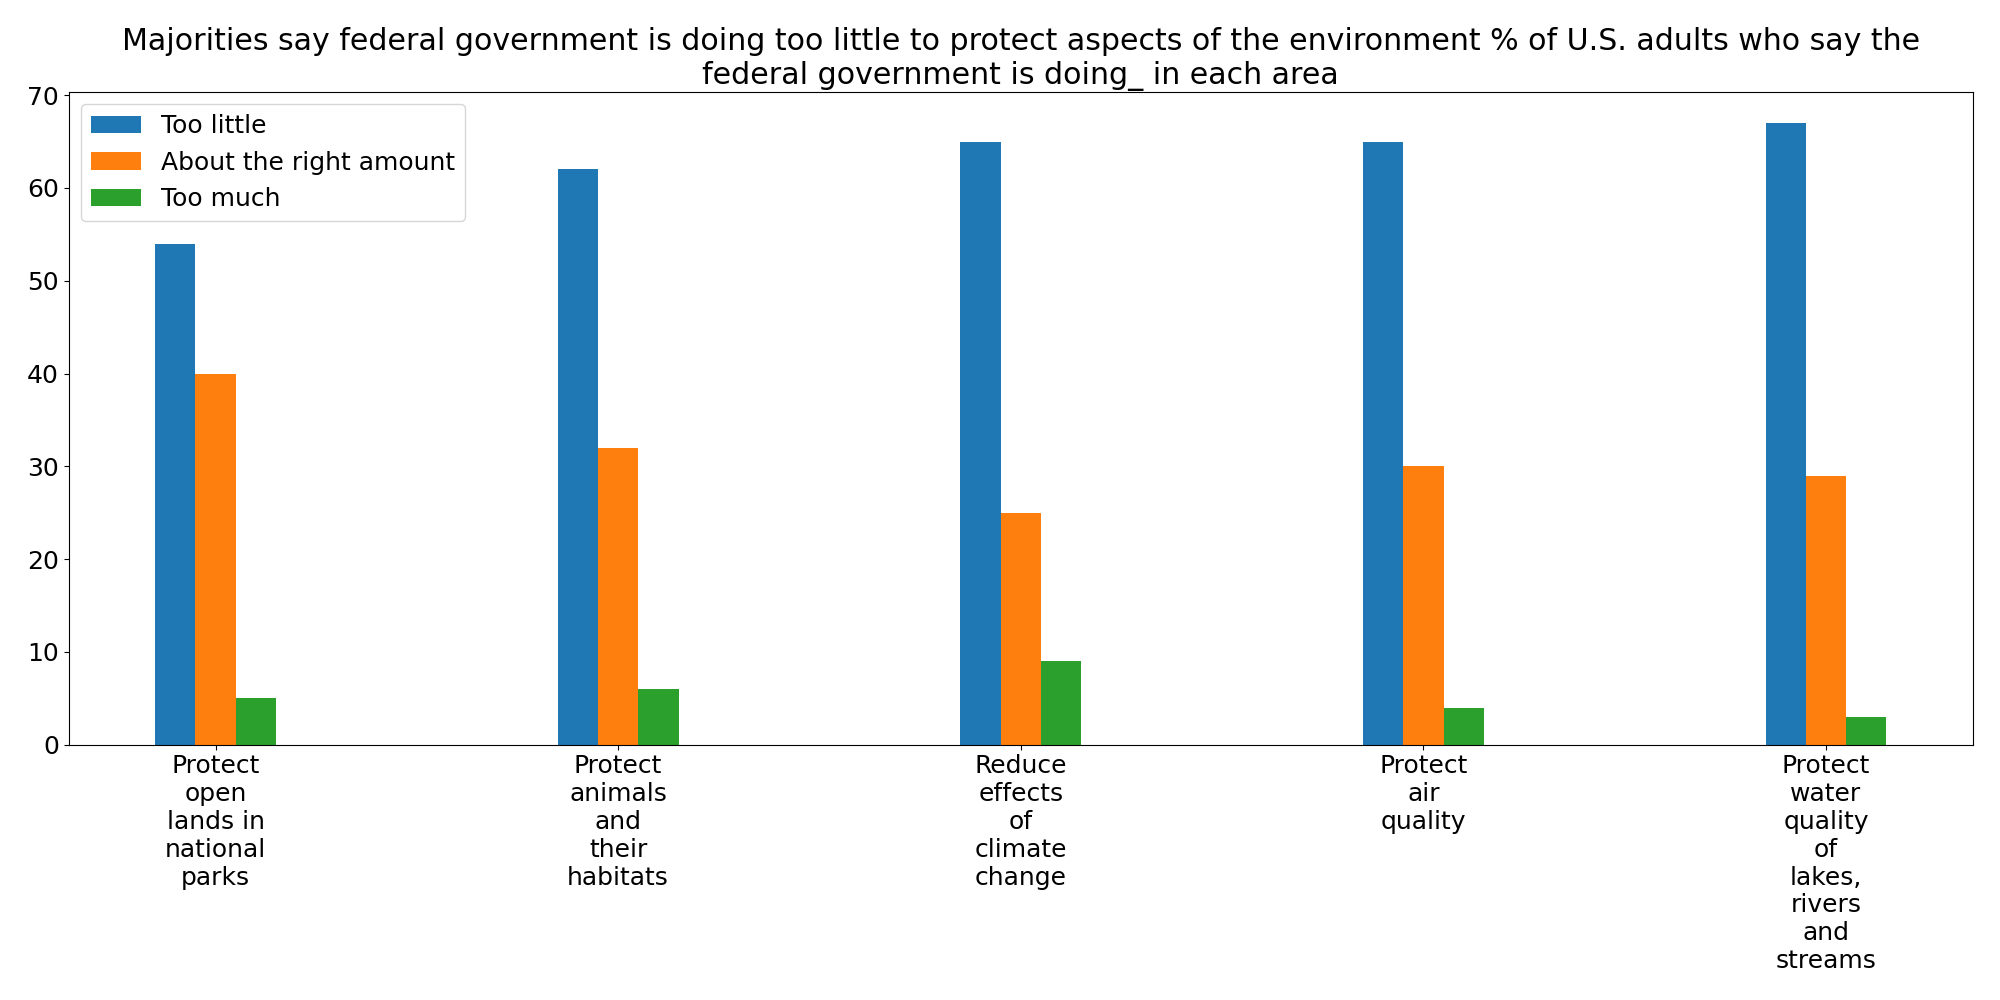 Majorities say federal government is doing too little to protect aspects of the environment % of U.S. adults who say the
federal government is doing_ in each area
70
60
50
40
30
20
10
0
Too little
About the right amount
Too much
Protect
open
lands in
national
parks
Protect
animals
and
their
habitats
Reduce
effects
of
climate
change
Protect
air
quality
Protect
water
quality
of
lakes,
rivers
and
streams